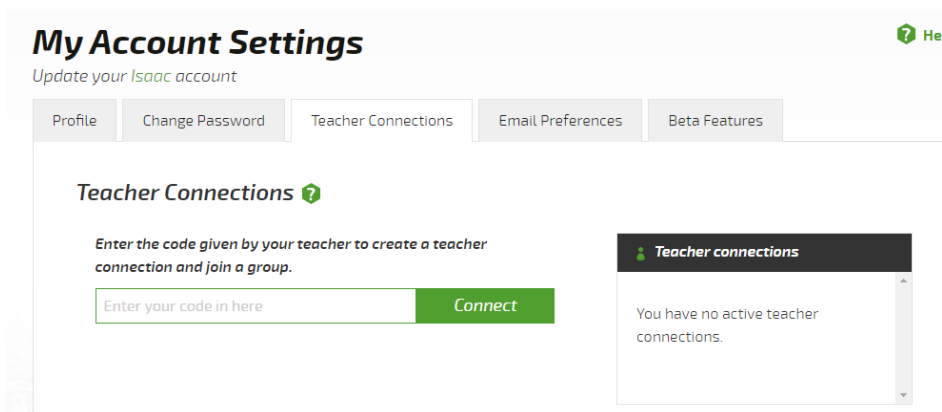 My Account Settings
? He
Update your Isaac account
Profile
Change Password
Teacher Connections
Email Preferences
Beta Features
Teacher Connections ?
Enter the code given by your teacher to create a teacher
connection and join a group.
Enter your code in here
Connect
Teacher connections
You have no active teacher
connections.